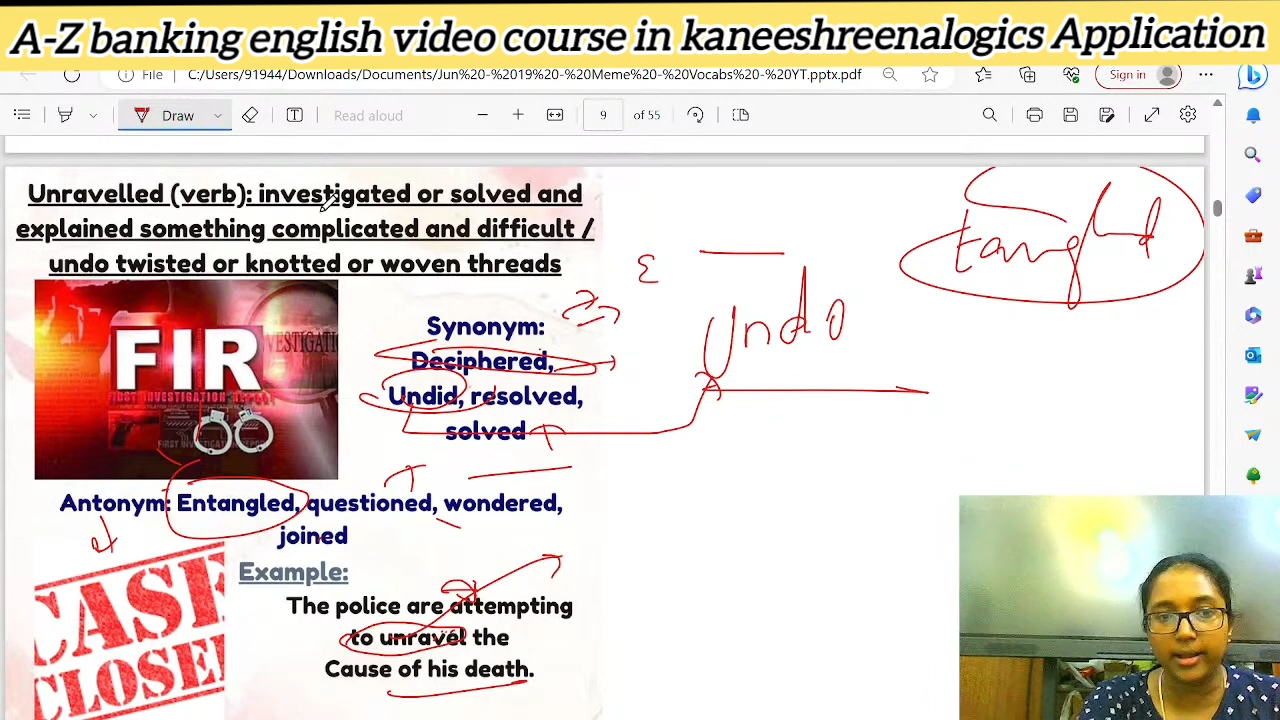 A-Z banking english video course in kaneeshreenalogics Application
File
C:/Users/91944/Downloads/Documents/Jun%20-%2019%20-%20Meme%20-%20Vocabs%20-%20YT.pptx.pdf
Sign in
Draw
Read aloud
9 of 55
Unravelled (verb): investigated or solved and
explained something complicated and difficult /
undo twisted or knotted or woven threads
tangled
Undo
FIR
FIRST INVESTIGATION REPORT
Synonym:
Deciphered,
Undid, resolved,
solved
Antonym: Entangled, questioned, wondered,
joined
CASE
CLOSED
Example:
The police are attempting
to unravel the
Cause of his death.